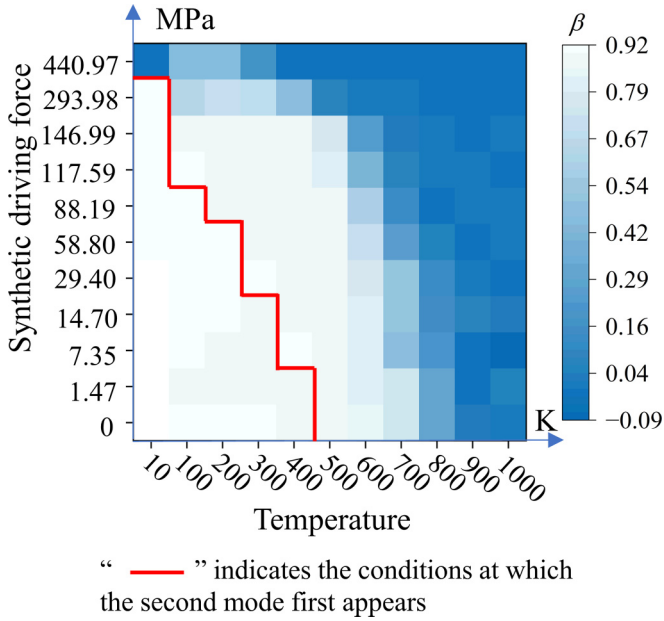 MPa
β
440.97
293.98
146.99
117.59
88.19
58.80
29.40
14.70
7.35
1.47
0
Synthetic driving force
0.92
0.79
0.67
0.54
0.42
0.29
0.16
0.04
-0.09
K
10 100 200 300 400 500 600 700 800 900 1000
Temperature
“ ” indicates the conditions at which
the second mode first appears